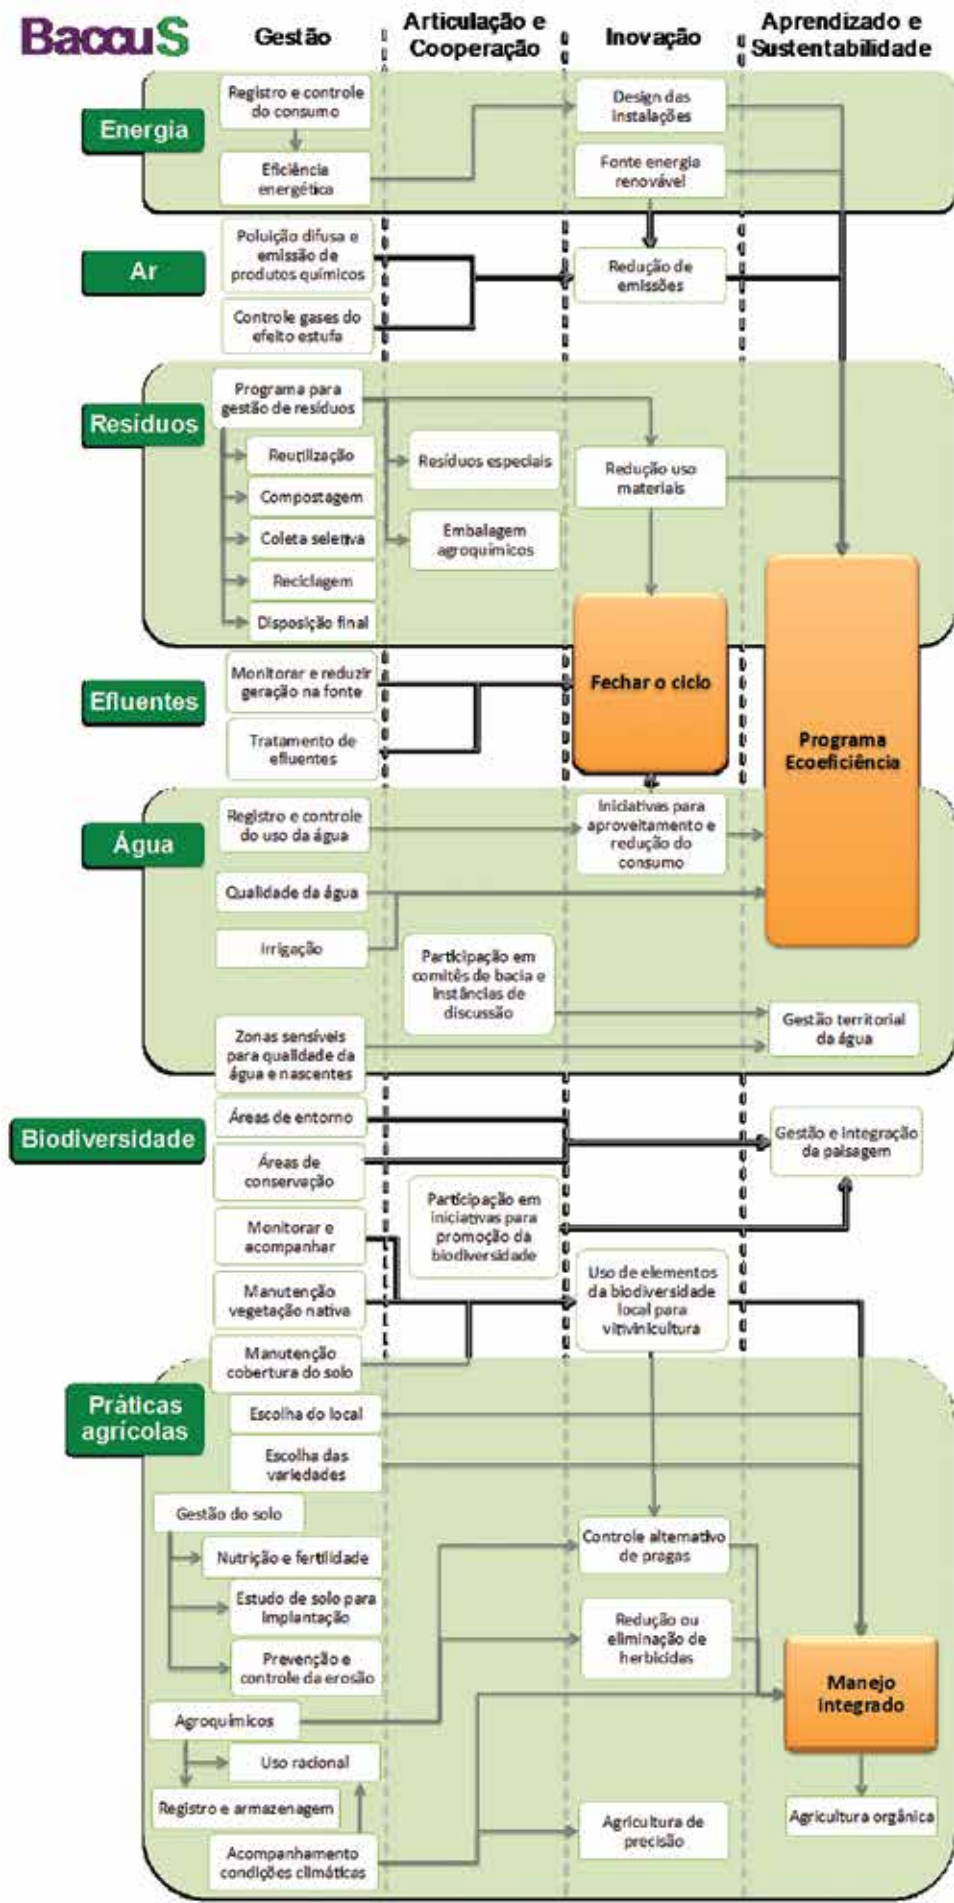 BaccuS
Gestão
Articulação e
Cooperação
Inovação
Aprendizado e
Sustentabilidade
Energia
Registro e controle
do consumo
Eficiência
energética
Design das
instalações
Fonte energia
renovável
Ar
Poluição difusa e
emissão de
produtos químicos
Controle gases do
efeito estufa
Redução de
emissões
Resíduos
Programa para
gestão de resíduos
Reutilização
Compostagem
Coleta seletiva
Reciclagem
Disposição final
Resíduos especiais
Embalagem
agroquímicos
Redução uso
materiais
Fechar o ciclo
Programa
Ecoeficiência
Efluentes
Monitorar e reduzir
geração na fonte
Tratamento de
efluentes
Água
Registro e controle
do uso da água
Qualidade da água
Irrigação
Zonas sensíveis
para qualidade da
água e nascentes
Participação em
comitês de bacia e
instâncias de
discussão
Iniciativas para
aproveitamento e
redução do
consumo
Gestão territorial
da água
Biodiversidade
Áreas de entorno
Áreas de
conservação
Monitorar e
acompanhar
Manutenção
vegetação nativa
Manutenção
cobertura do solo
Participação em
iniciativas para
promoção da
biodiversidade
Uso de elementos
da biodiversidade
local para
vitivinicultura
Gestão e integração
da paisagem
Práticas
agrícolas
Escolha do local
Escolha das
variedades
Gestão do solo
Nutrição e fertilidade
Estudo de solo para
implantação
Prevenção e
controle da erosão
Agroquímicos
Uso racional
Registro e armazenagem
Acompanhamento
condições climáticas
Controle alternativo
de pragas
Redução ou
eliminação de
herbicidas
Agricultura de
precisão
Manejo
integrado
Agricultura orgânica